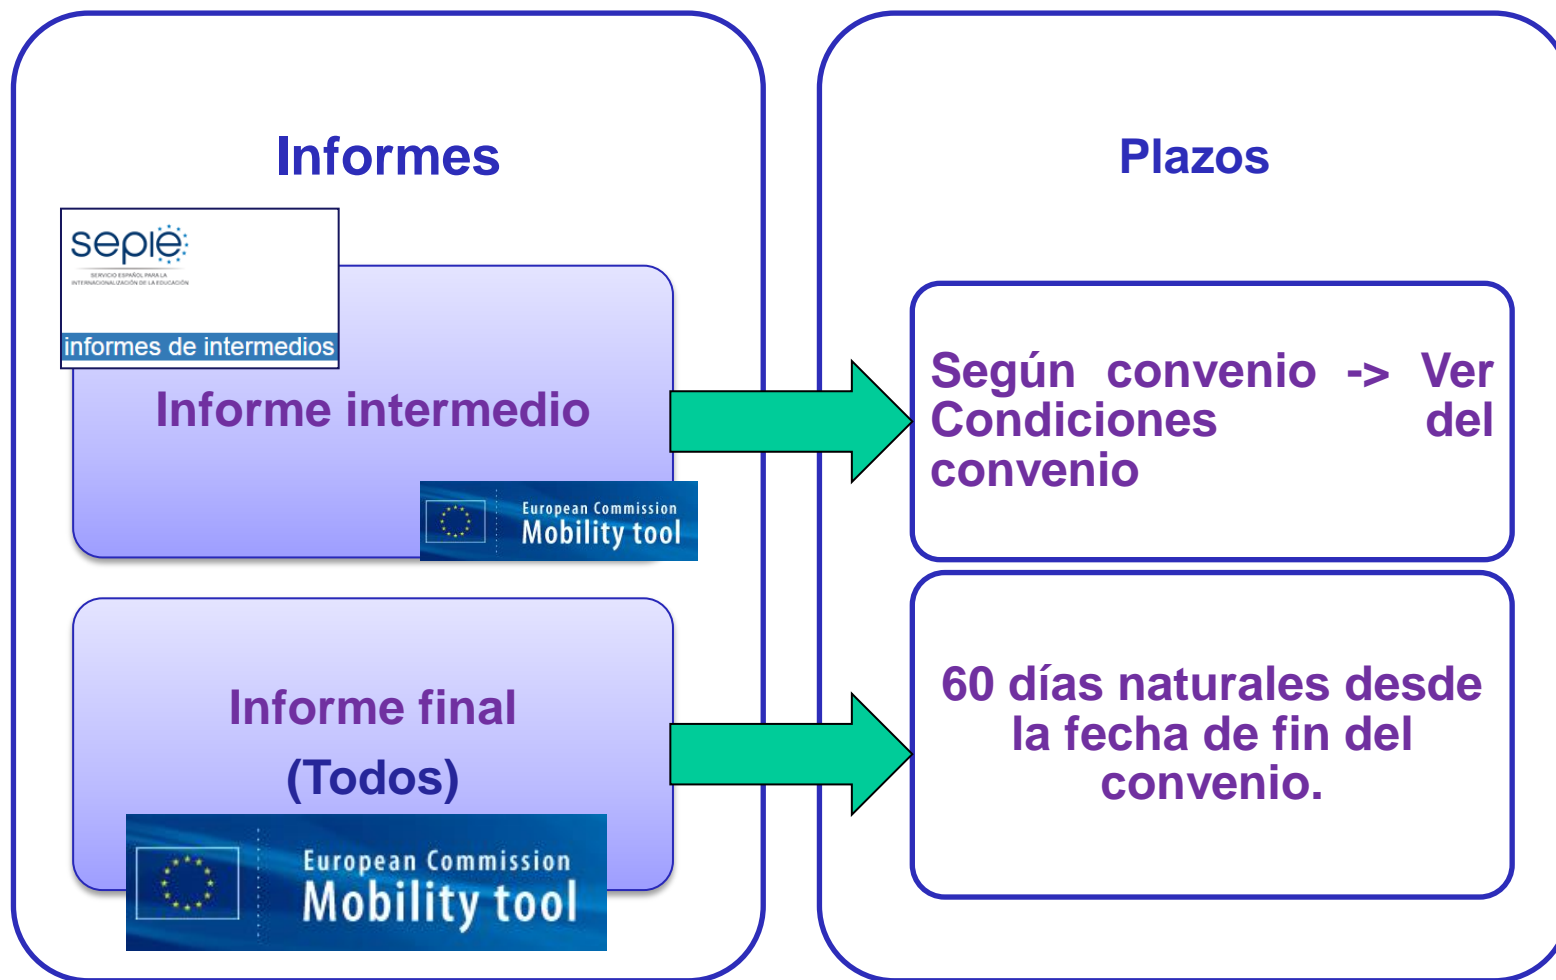 Informes
sepie
SERVICIO ESPAÑOL PARA LA
INTERNACIONALIZACIÓN DE LA EDUCACIÓN
informes de intermedios
Informe intermedio
European Commission
Mobility tool
Informe final
(Todos)
European Commission
Mobility tool
Plazos
Según convenio -> Ver
Condiciones del
convenio
60 días naturales desde
la fecha de fin del
convenio.